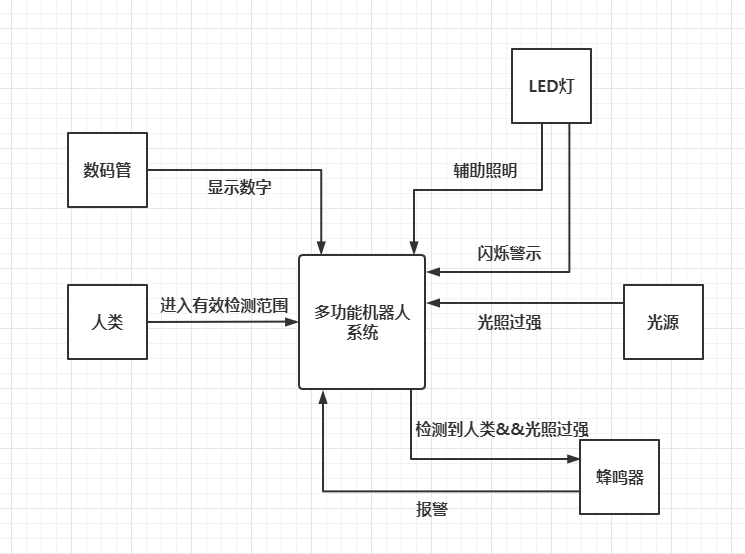 LED灯
数码管
辅助照明
显示数字
闪烁警示
人类
进入有效检测范围
多功能机器人
系统
光照过强
光源
检测到人类&&光照过强
蜂鸣器
报警